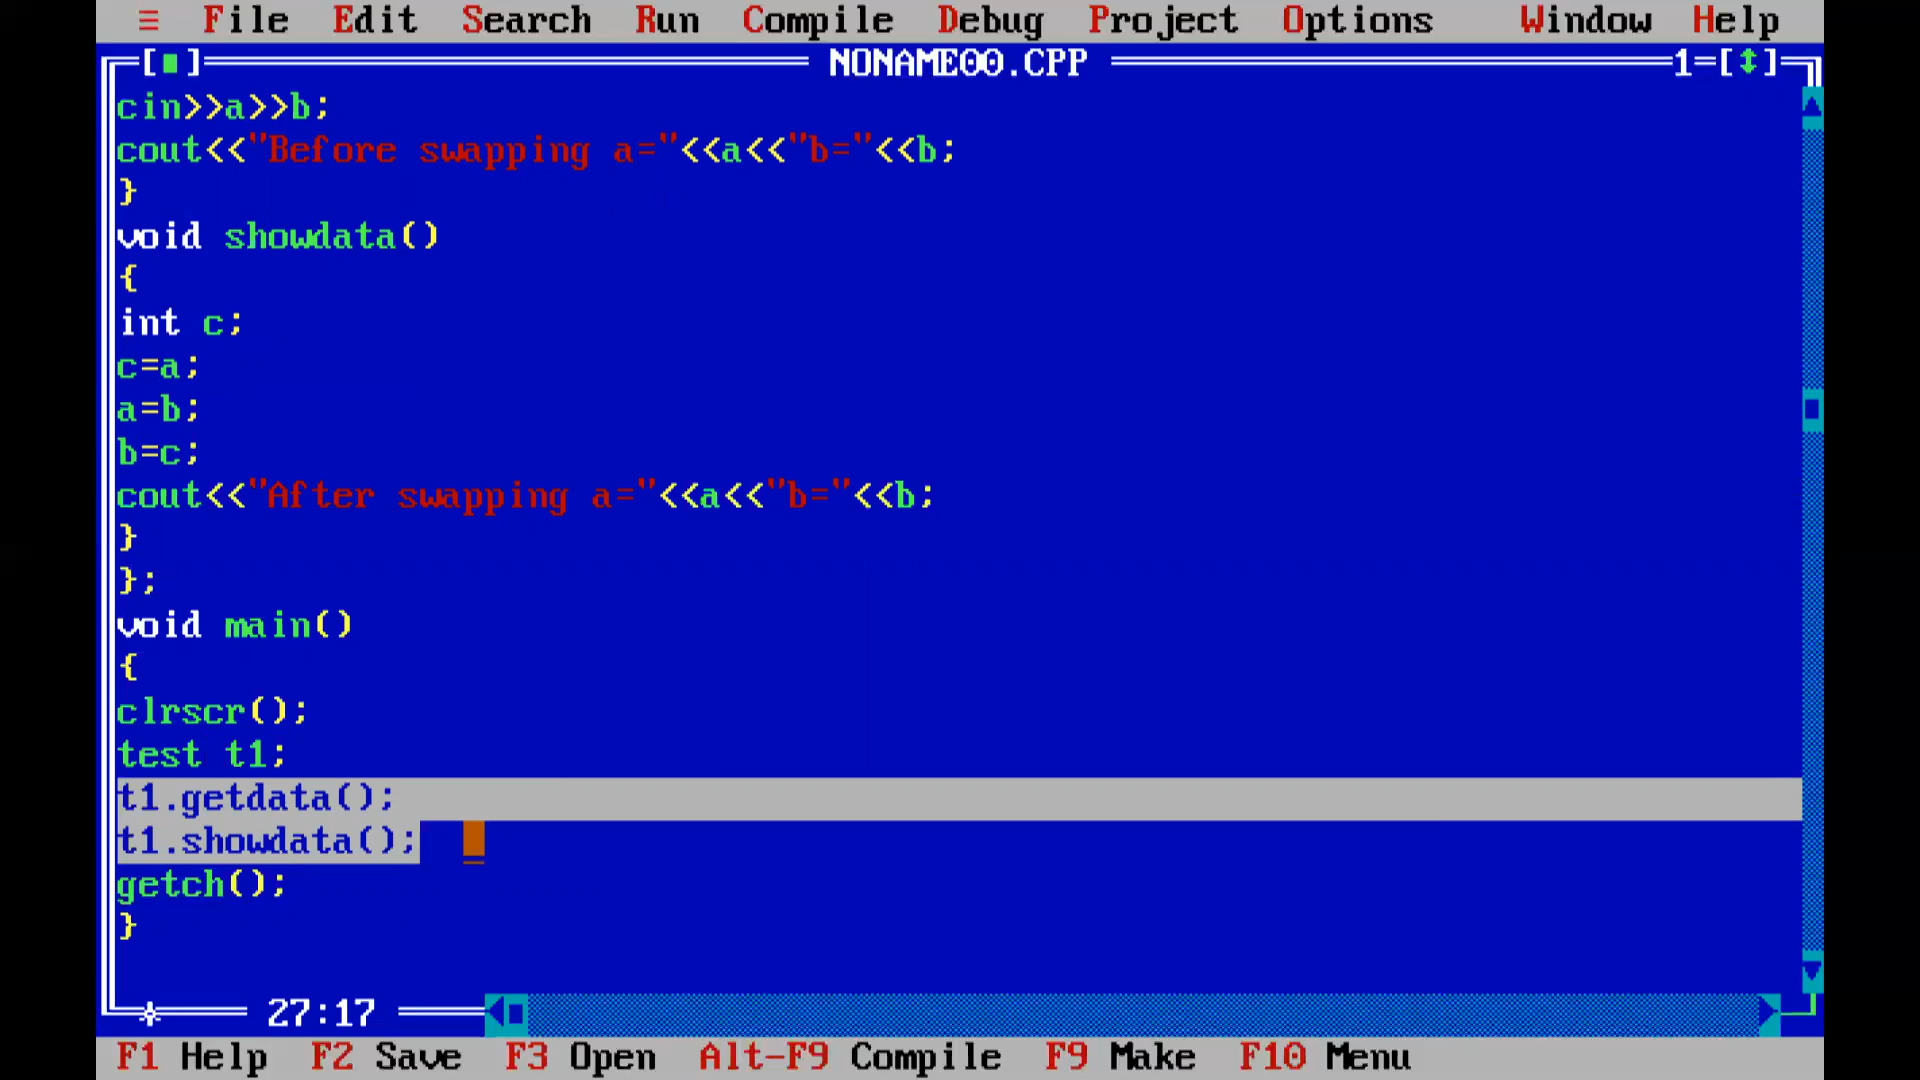 ≡ File Edit Search Run Compile Debug Project Options Window Help
[■] NONAME00.CPP 1=[↕]
cin>>a>>b;
cout<<"Before swapping a="<<a<<"b="<<b;
}
void showdata()
{
int c;
c=a;
a=b;
b=c;
cout<<"After swapping a="<<a<<"b="<<b;
}
};
void main()
{
clrscr();
test t1;
t1.getdata();
t1.showdata();
getch();
}
27:17
F1 Help F2 Save F3 Open Alt-F9 Compile F9 Make F10 Menu